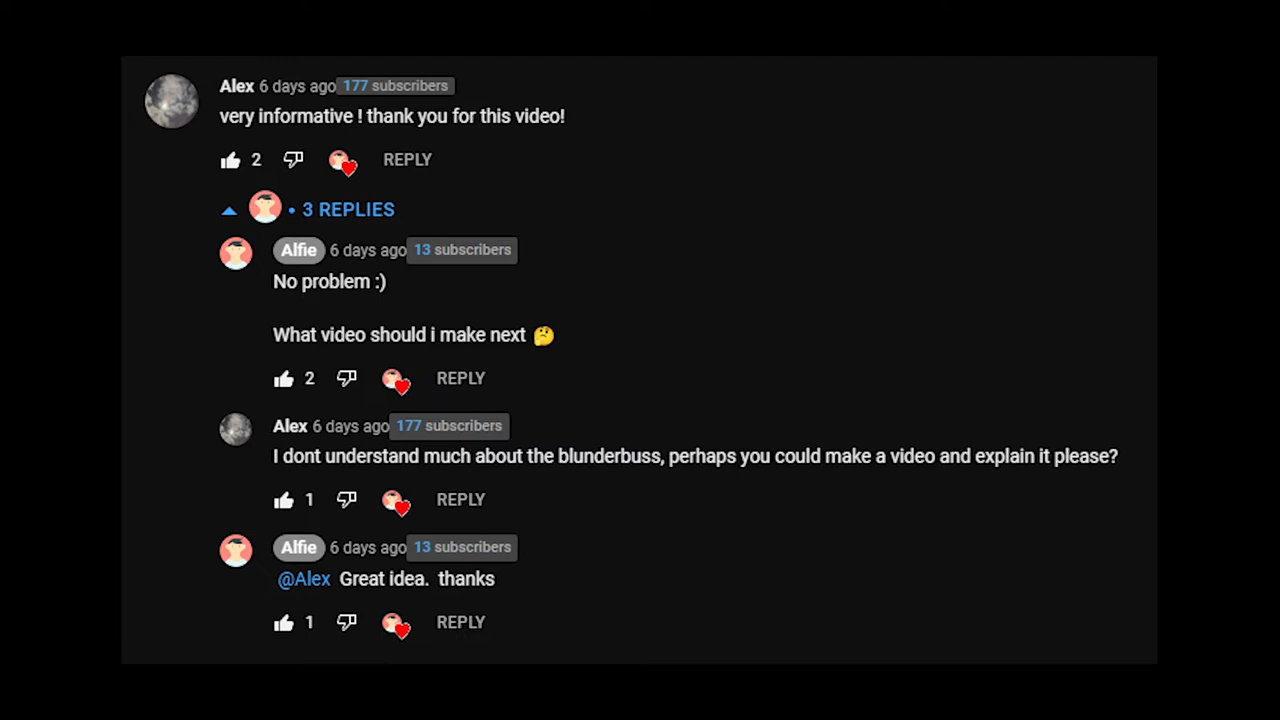 Alex 6 days ago 177 subscribers
very informative ! thank you for this video!
2 REPLY
• 3 REPLIES
Alfie 6 days ago 13 subscribers
No problem :)
What video should i make next 🤔
2 REPLY
Alex 6 days ago 177 subscribers
I dont understand much about the blunderbuss, perhaps you could make a video and explain it please?
1 REPLY
Alfie 6 days ago 13 subscribers
@Alex Great idea. thanks
1 REPLY